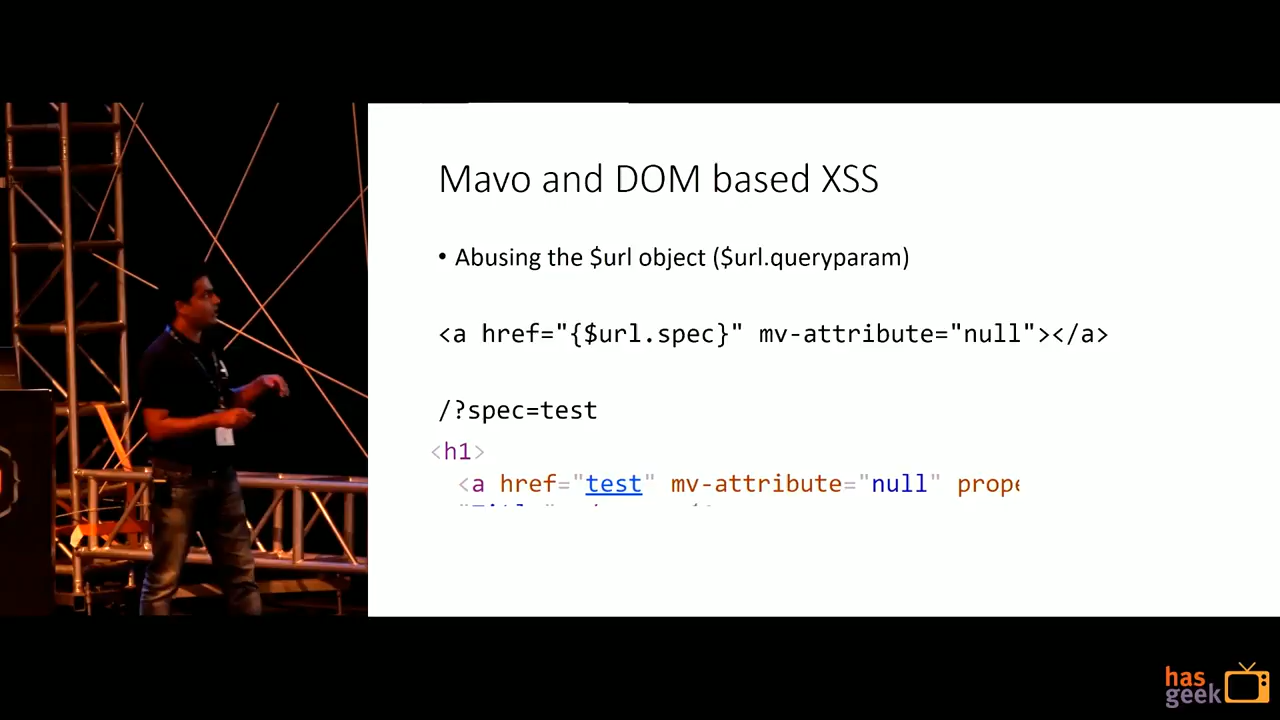 Mavo and DOM based XSS
• Abusing the $url object ($url.queryparam)
<a href="{$url.spec}" mv-attribute="null"></a>
/?spec=test
<h1>
<a href="test" mv-attribute="null" prope
has
geek